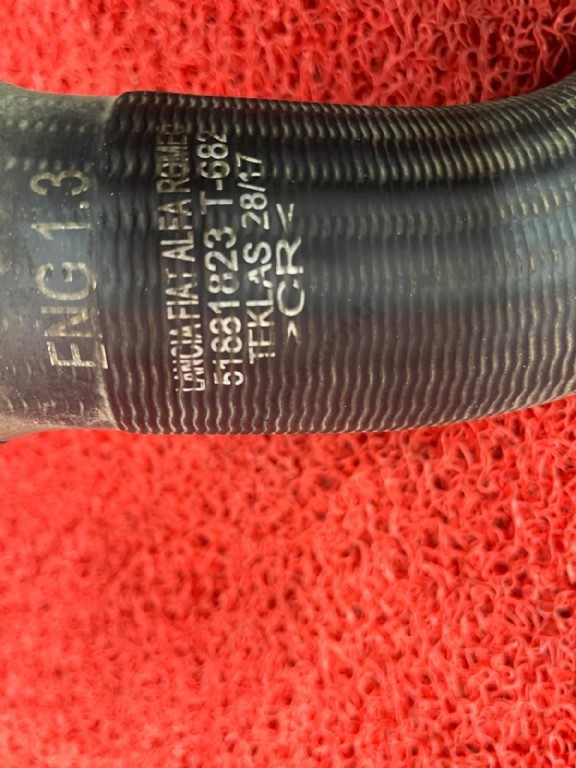 ENG 1.3
LANCIA FIAT ALFA ROMEO
51881823 T-682
TEKLAS 28/17
>CR<